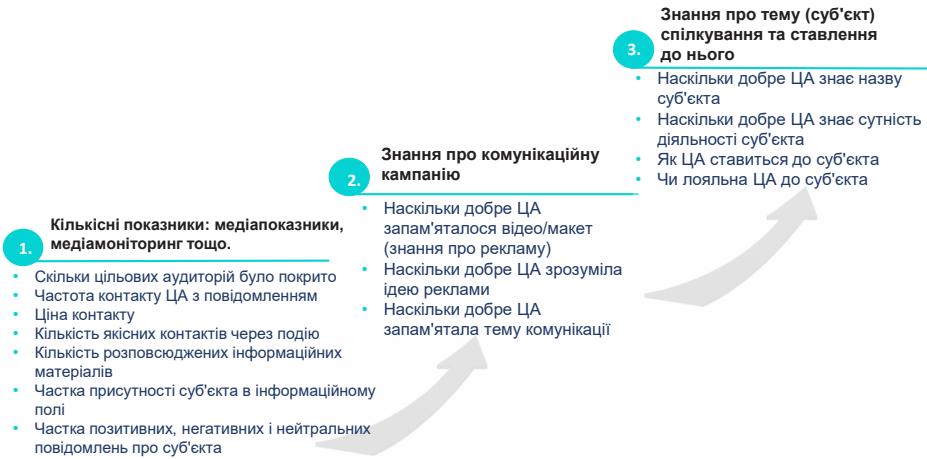 3.
Знання про тему (суб'єкт)
спілкування та ставлення
до нього
• Наскільки добре ЦА знає назву
суб'єкта
• Наскільки добре ЦА знає сутність
діяльності суб'єкта
• Як ЦА ставиться до суб'єкта
• Чи лояльна ЦА до суб'єкта
2.
Знання про комунікаційну
кампанію
• Наскільки добре ЦА
запам'яталося відео/макет
(знання про рекламу)
• Наскільки добре ЦА зрозуміла
ідею реклами
• Наскільки добре ЦА
запам'ятала тему комунікації
1.
Кількісні показники: медіапоказники,
медіамоніторинг тощо.
• Скільки цільових аудиторій було покрито
• Частота контакту ЦА з повідомленням
• Ціна контакту
• Кількість якісних контактів через подію
• Кількість розповсюджених інформаційних
матеріалів
• Частка присутності суб'єкта в інформаційному
полі
• Частка позитивних, негативних і нейтральних
повідомлень про суб'єкта